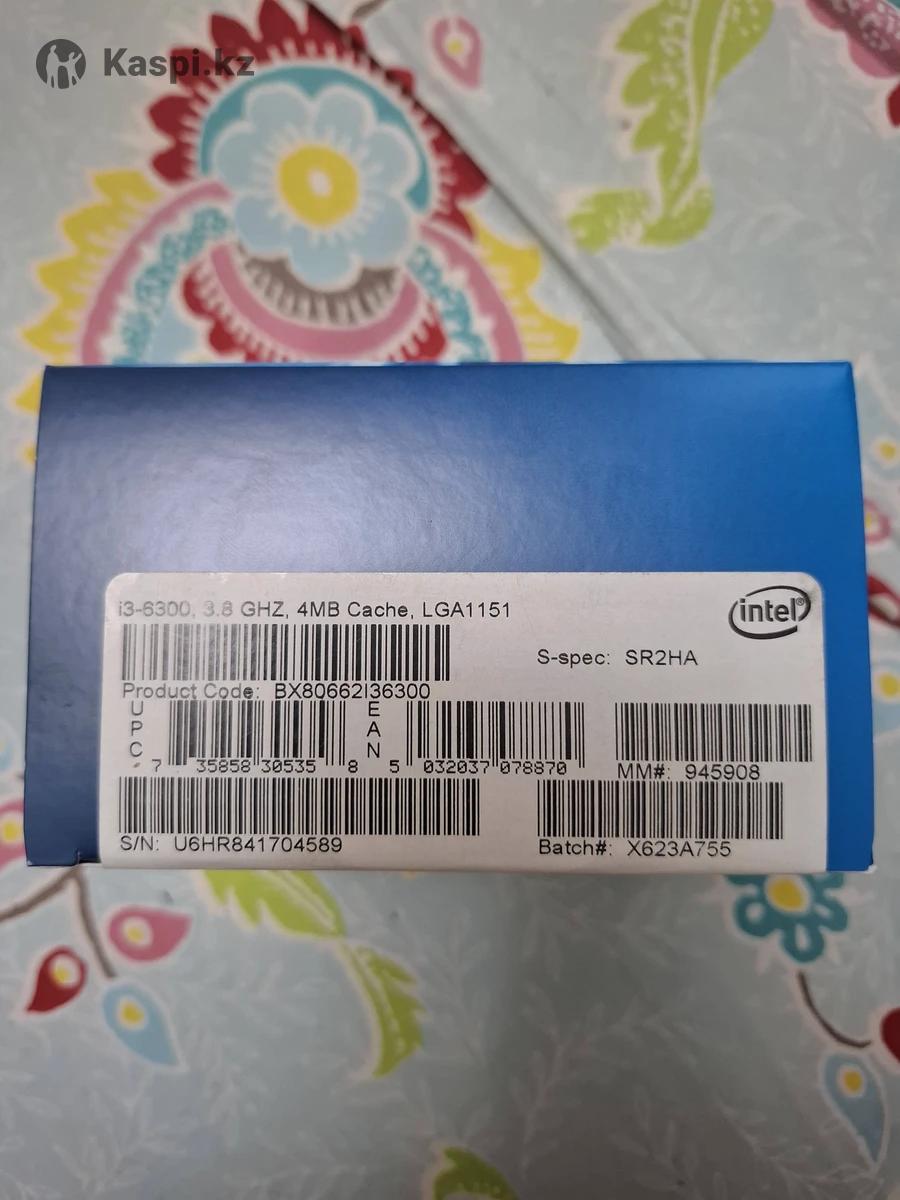 Kaspi.kz
i3-6300, 3.8 GHZ, 4MB Cache, LGA1151
intel®
S-spec: SR2HA
Product Code: BX80662I36300
UPC
7 35858 30535 8
EAN
5 032037 078870
MM#: 945908
S/N: U6HR841704589
Batch#: X623A755